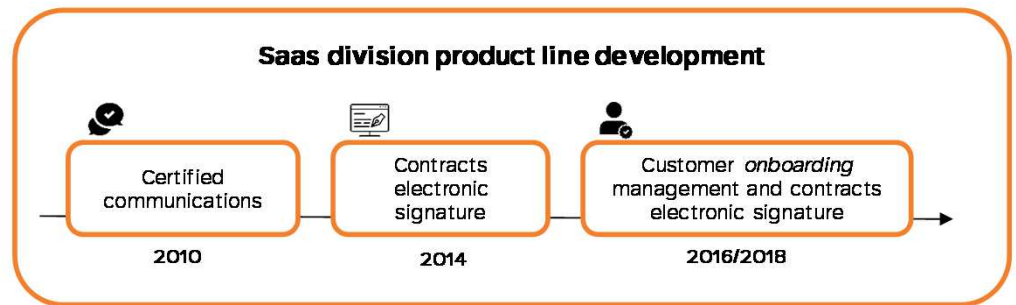 Saas division product line development
Certified
communications
Contracts
electronic
signature
Customer onboarding
management and contracts
electronic signature
2010
2014
2016/2018